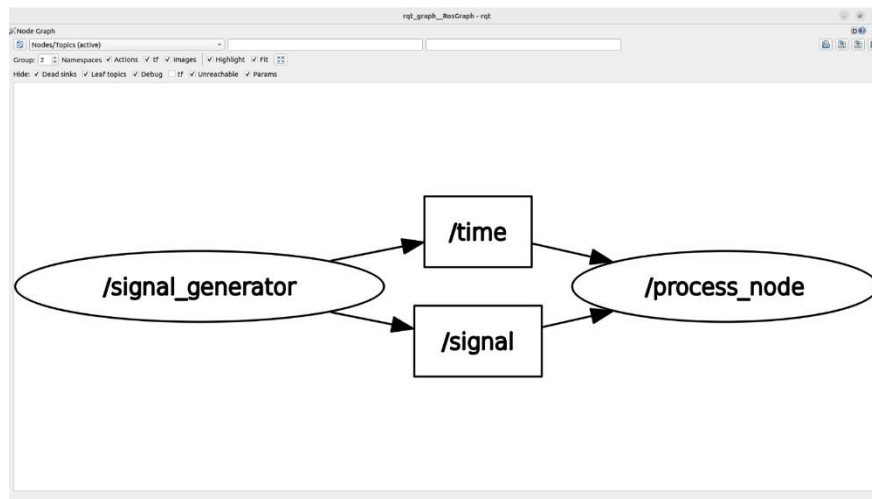 rqt_graph__RosGraph - rqt
Node Graph
D
Nodes/Topics (active)
Group: 2 Namespaces ✓ Actions ✓ tf ✓ Images ✓ Highlight ✓ Fit
Hide: ✓ Dead sinks ✓ Leaf topics ✓ Debug tf ✓ Unreachable ✓ Params
/time
/signal_generator
/process_node
/signal